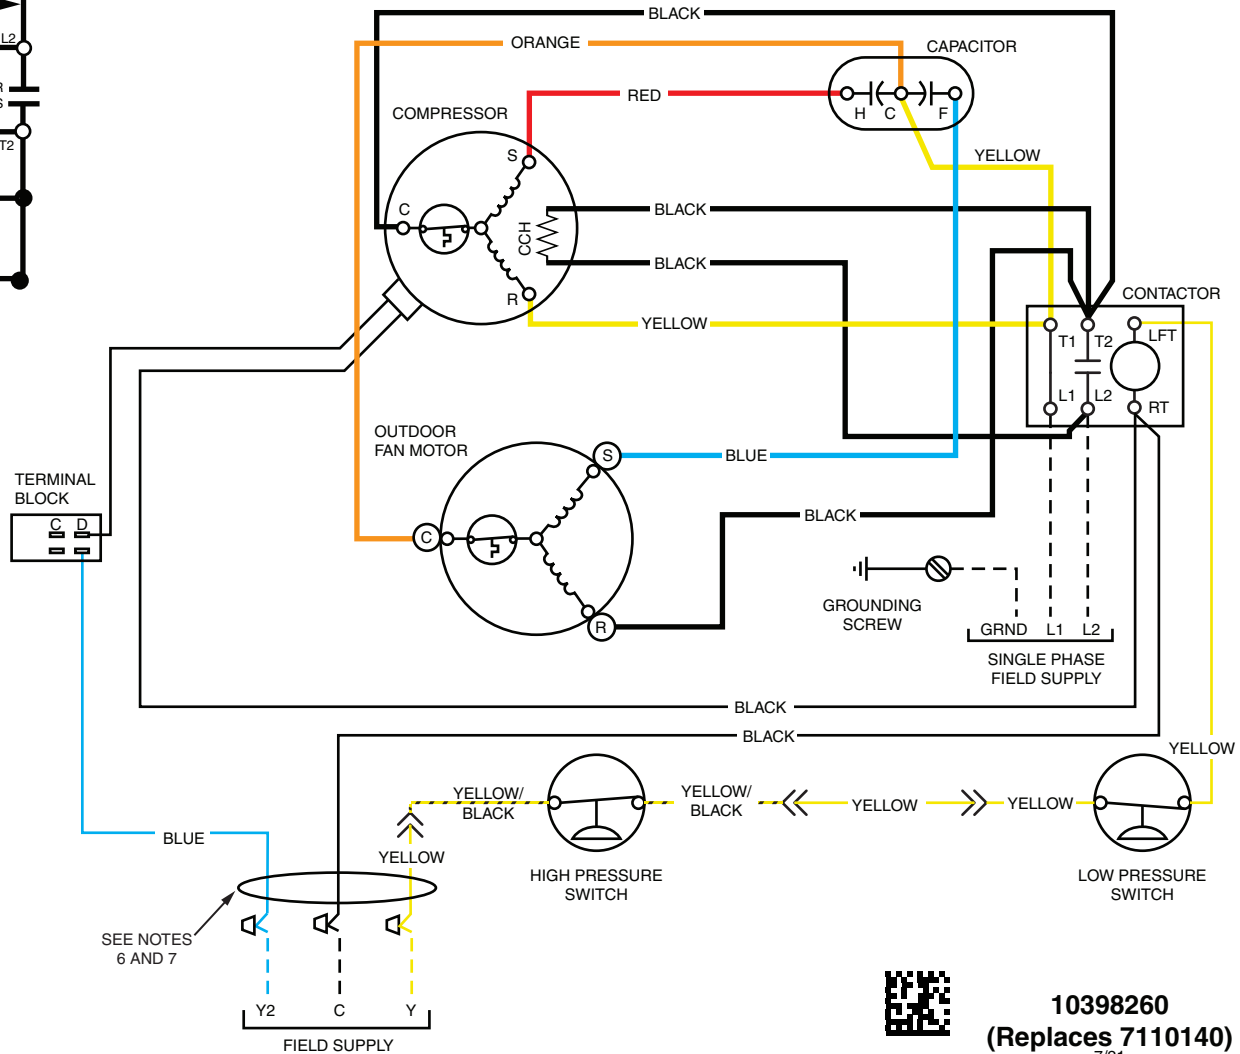 BLACK
L2
ORANGE
CAPACITOR
R
S
RED
H C F
COMPRESSOR
T2
S
YELLOW
C
BLACK
CCH
BLACK
R
CONTACTOR
YELLOW
T1 T2 LFT
L1 L2
RT
OUTDOOR
FAN MOTOR
S
BLUE
TERMINAL
BLOCK
C D
BLACK
C
GROUNDING
SCREW
R
GRND L1 L2
SINGLE PHASE
FIELD SUPPLY
BLACK
BLACK
YELLOW
YELLOW/
BLACK
YELLOW/
BLACK
YELLOW
YELLOW
BLUE
YELLOW
HIGH PRESSURE
SWITCH
LOW PRESSURE
SWITCH
SEE NOTES
6 AND 7
Y2 C Y
FIELD SUPPLY
10398260
(Replaces 7110140)